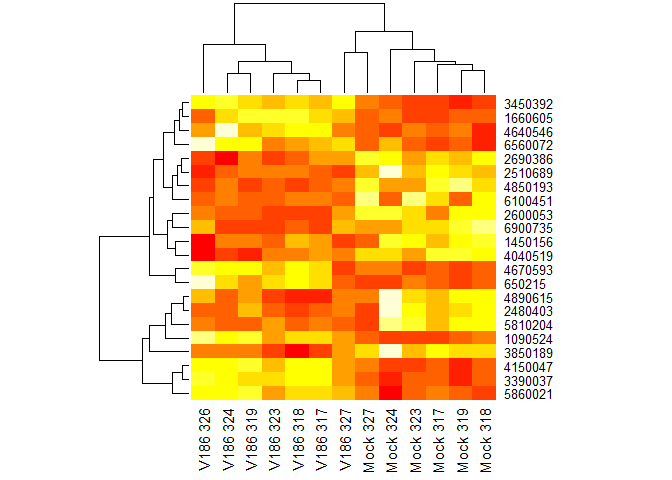 3450392
1660605
4640546
6560072
2690386
2510689
4850193
6100451
2600053
6900735
1450156
4040519
4670593
650215
4890615
2480403
5810204
1090524
3850189
4150047
3390037
5860021
V186 326
V186 324
V186 319
V186 323
V186 318
V186 317
V186 327
Mock 327
Mock 324
Mock 323
Mock 317
Mock 319
Mock 318